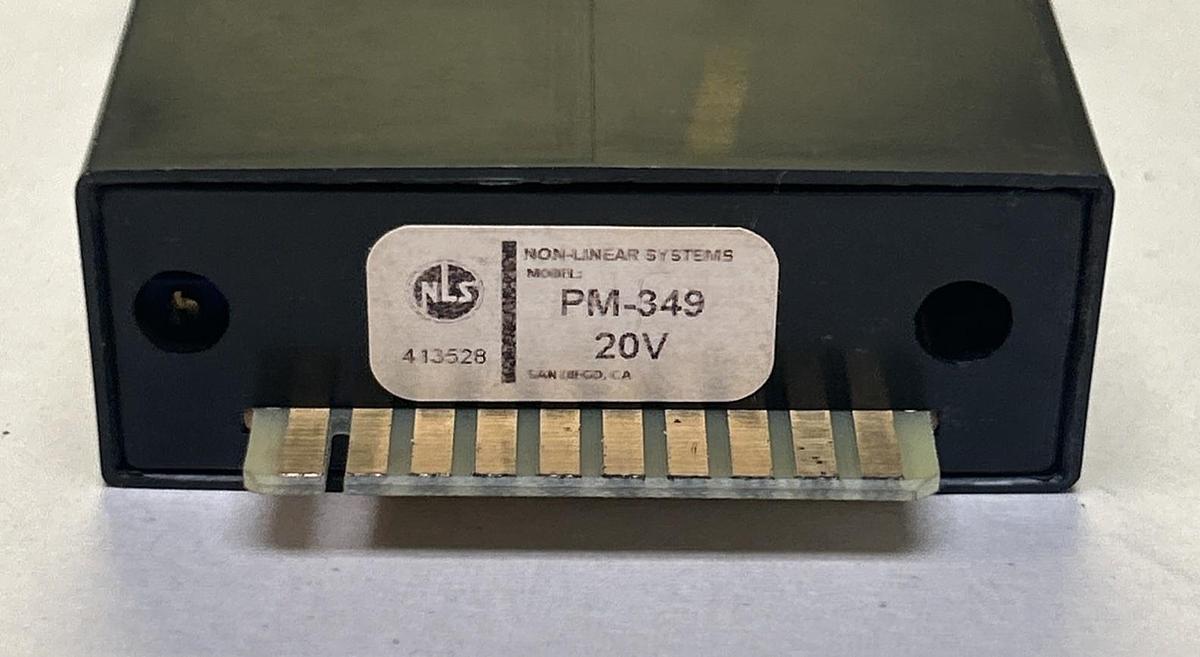 NLS
413528
NON-LINEAR SYSTEMS
MODEL:
PM-349
20V
SAN DIEGO, CA